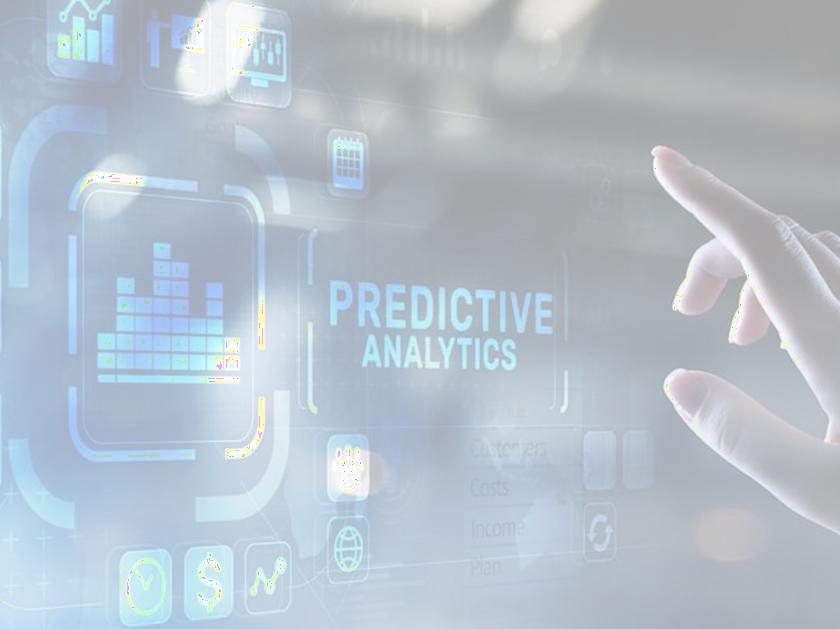 PREDICTIVE
ANALYTICS
Customers
Costs
Income
Plan